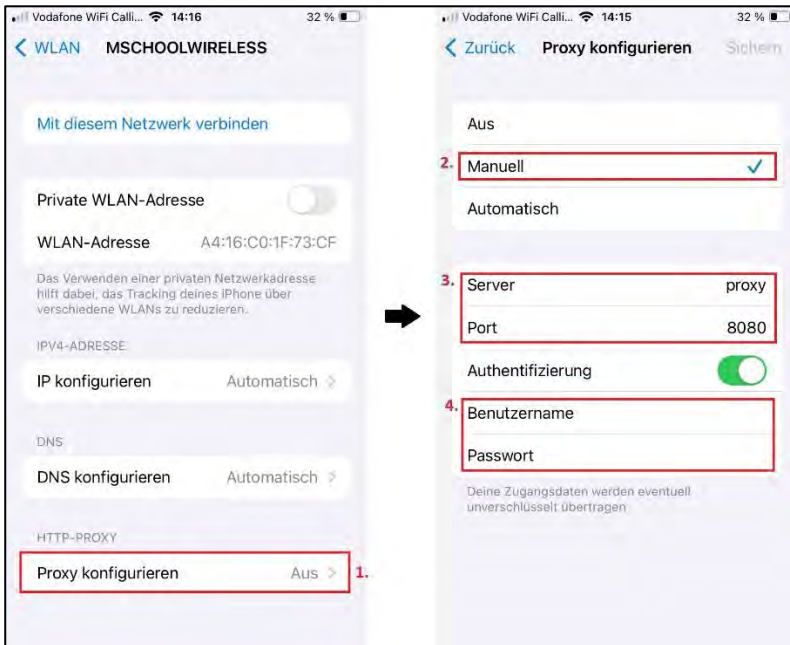 Vodafone WiFi Calli... 14:16 32 %
WLAN MSCHOOLWIRELESS
Mit diesem Netzwerk verbinden
Private WLAN-Adresse
WLAN-Adresse A4:16:C0:1F:73:CF
Das Verwenden einer privaten Netzwerkadresse
hilft dabei, das Tracking deines iPhone über
verschiedene WLANs zu reduzieren.
IPV4-ADRESSE
IP konfigurieren Automatisch
DNS
DNS konfigurieren Automatisch
HTTP-PROXY
Proxy konfigurieren Aus 1.
Vodafone WiFi Calli... 14:15 32 %
Zurück Proxy konfigurieren Sichern
Aus
2. Manuell
Automatisch
3. Server proxy
Port 8080
Authentifizierung
4. Benutzername
Passwort
Deine Zugangsdaten werden eventuell
unverschlüsselt übertragen